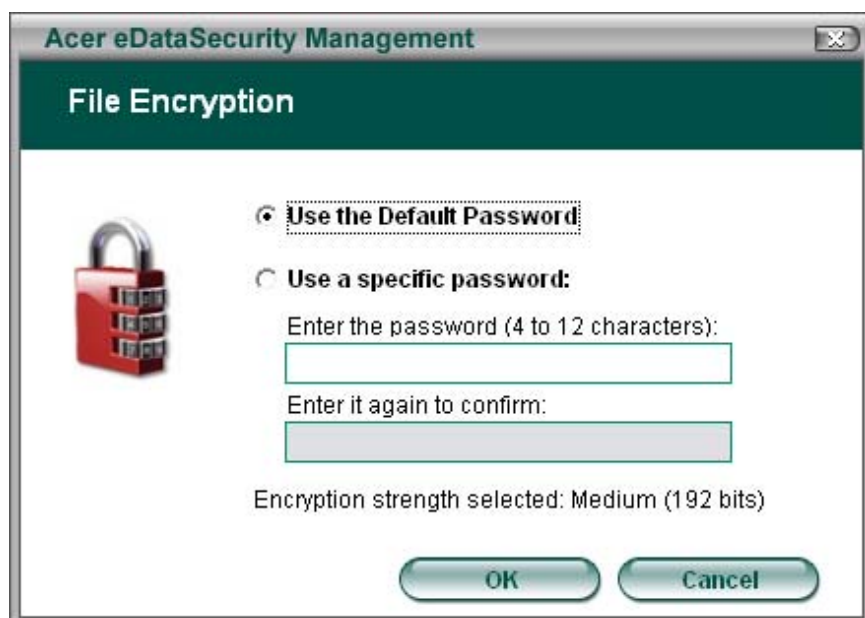 Acer eDataSecurity Management
File Encryption
Use the Default Password
Use a specific password:
Enter the password (4 to 12 characters):
Enter it again to confirm:
Encryption strength selected: Medium (192 bits)
OK
Cancel